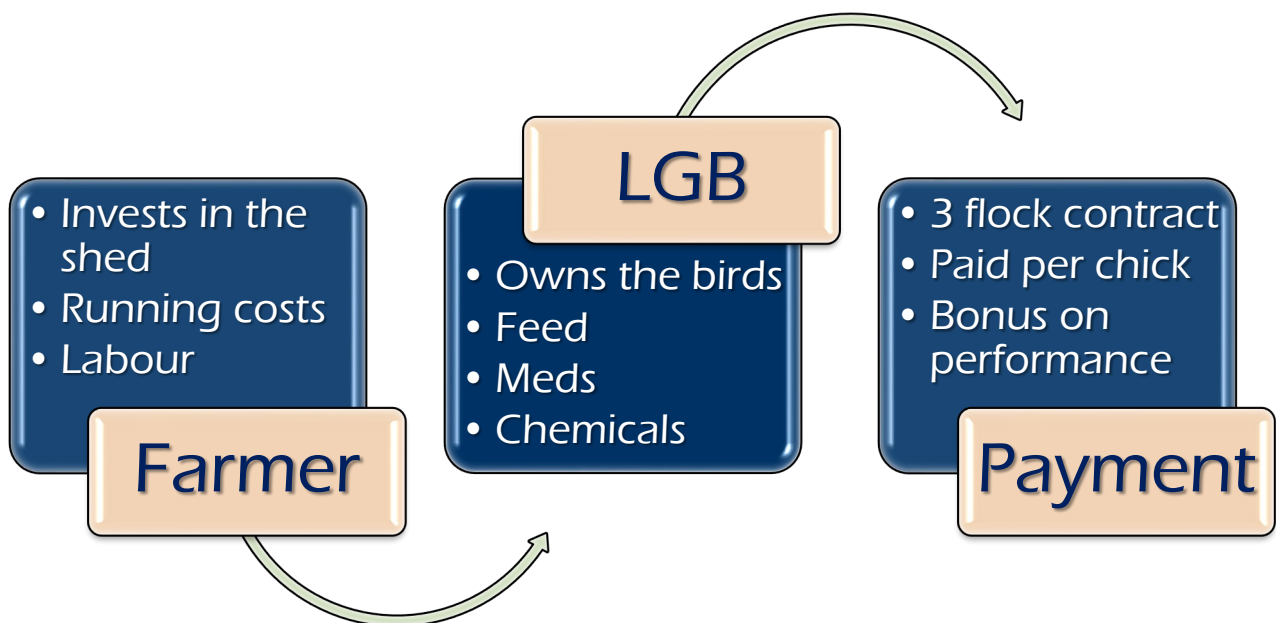 • Invests in the
shed
• Running costs
• Labour
Farmer
LGB
• Owns the birds
• Feed
• Meds
• Chemicals
• 3 flock contract
• Paid per chick
• Bonus on
performance
Payment